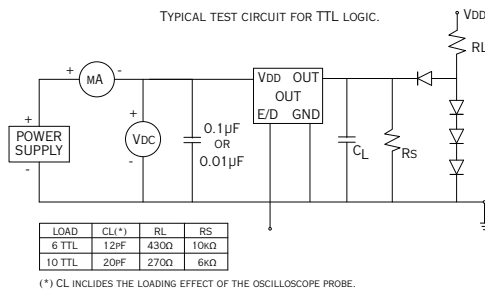 TYPICAL TEST CIRCUIT FOR TTL LOGIC.
VDD
RL
+ MA -
VDD OUT
OUT
E/D GND
+
POWER
SUPPLY
-
+
VDC
-
0.1µF
OR
0.01µF
CL
RS
LOAD CL(*) RL RS
6 TTL 12PF 430Ω 10KΩ
10 TTL 20PF 270Ω 6KΩ
(*) CL INCLIDES THE LOADING EFFECT OF THE OSCILLOSCOPE PROBE.